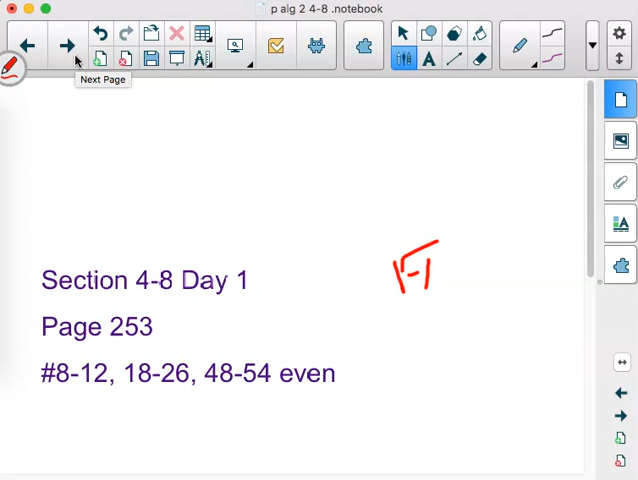 p alg 2 4-8 .notebook
Next Page
√-1
Section 4-8 Day 1
Page 253
#8-12, 18-26, 48-54 even